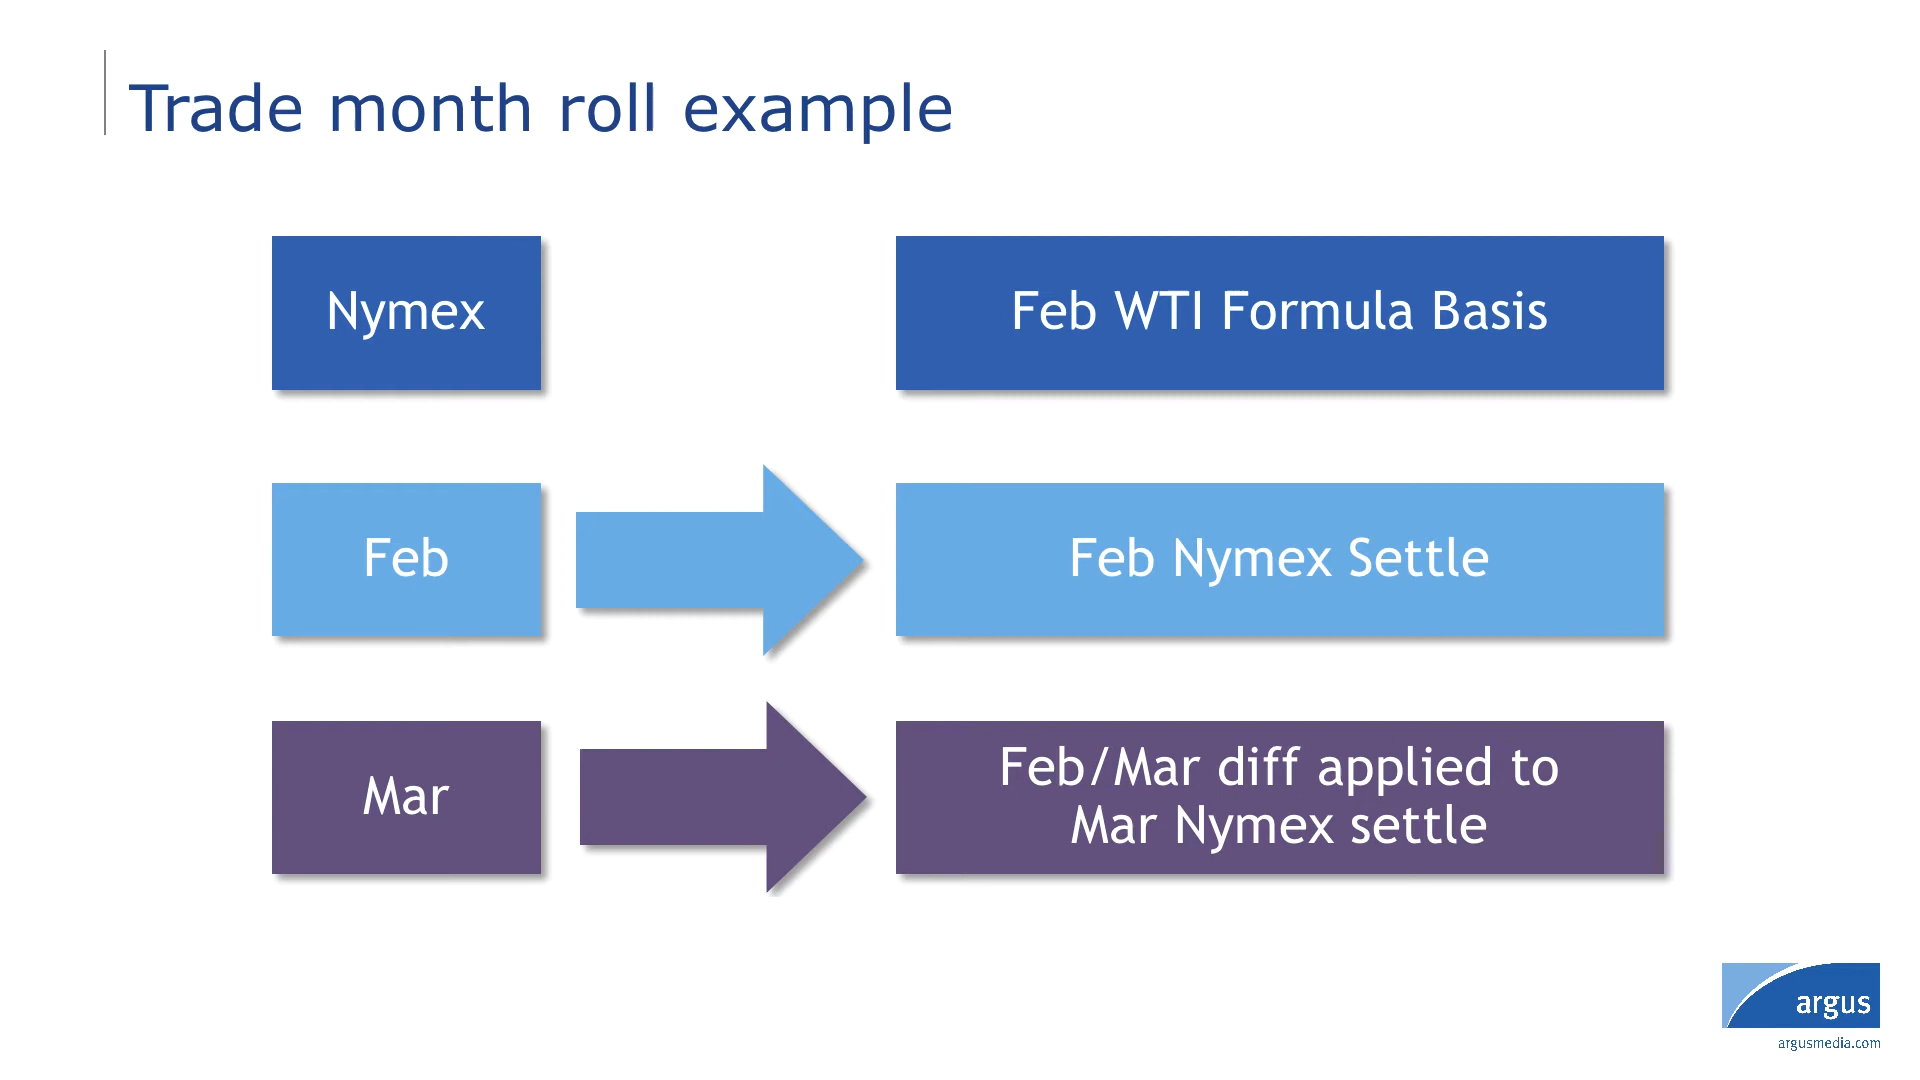 Trade month roll example
Nymex
Feb WTI Formula Basis
Feb
Feb Nymex Settle
Mar
Feb/Mar diff applied to
Mar Nymex settle
argus
argusmedia.com